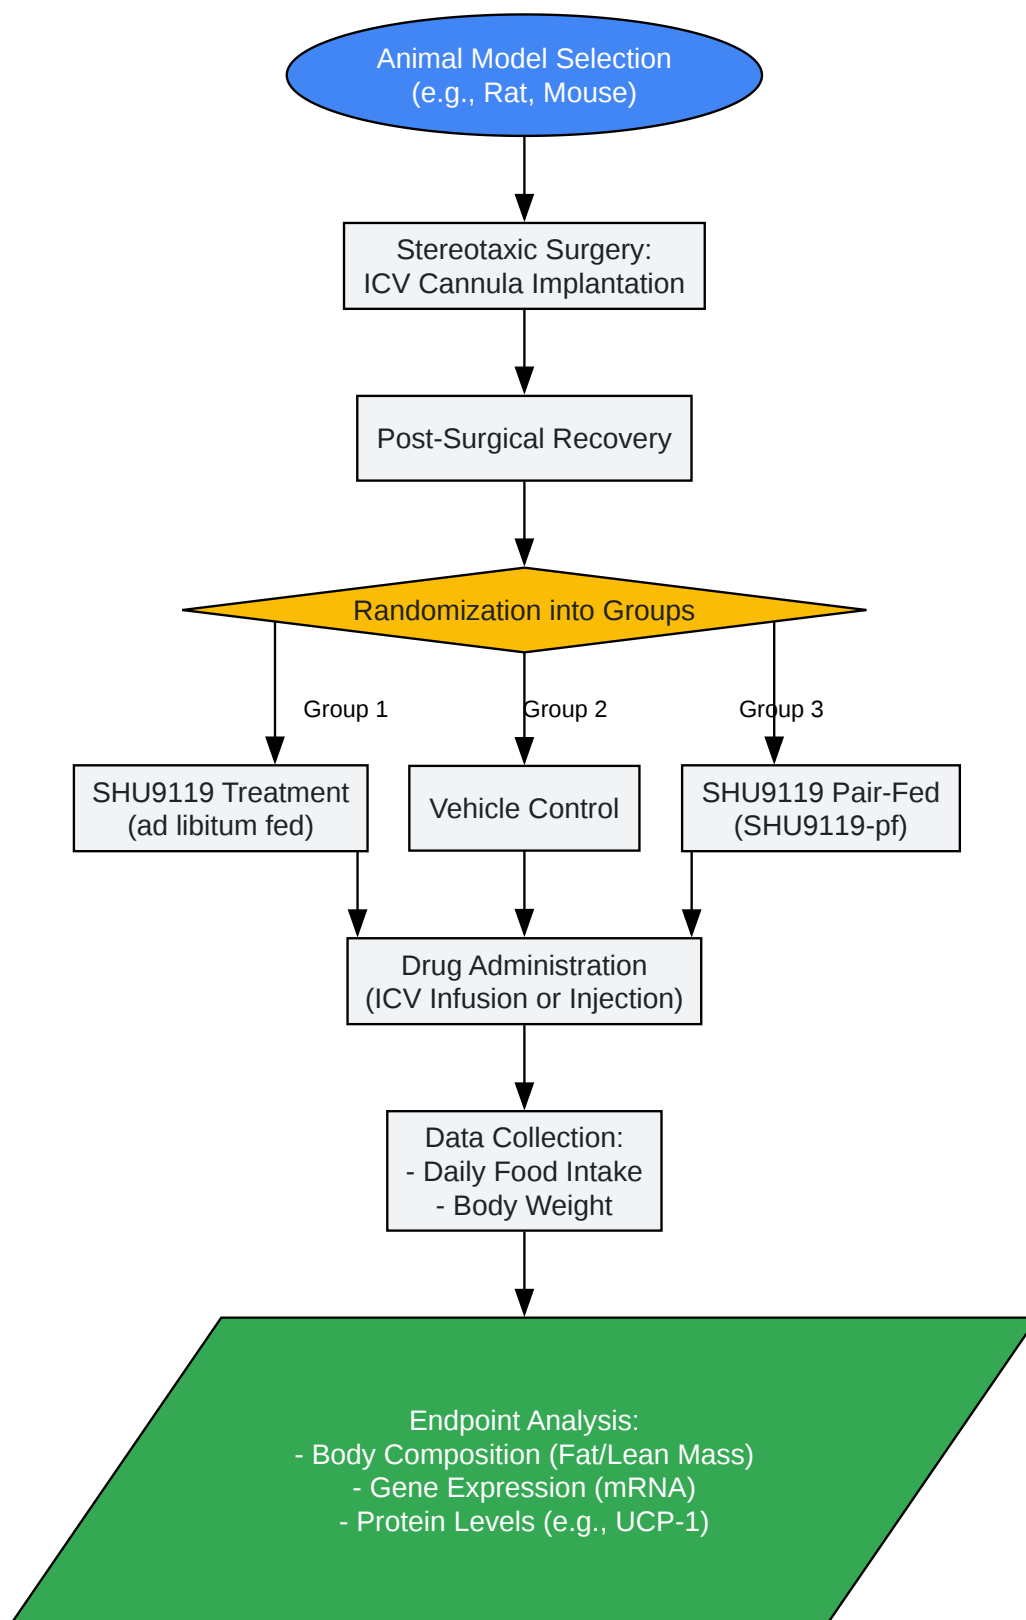 Animal Model Selection
(e.g., Rat, Mouse)
Stereotaxic Surgery:
ICV Cannula Implantation
Post-Surgical Recovery
Randomization into Groups
Group 1
Group 2
Group 3
SHU9119 Treatment
(ad libitum fed)
Vehicle Control
SHU9119 Pair-Fed
(SHU9119-pf)
Drug Administration
(ICV Infusion or Injection)
Data Collection:
- Daily Food Intake
- Body Weight
Endpoint Analysis:
- Body Composition (Fat/Lean Mass)
- Gene Expression (mRNA)
- Protein Levels (e.g., UCP-1)